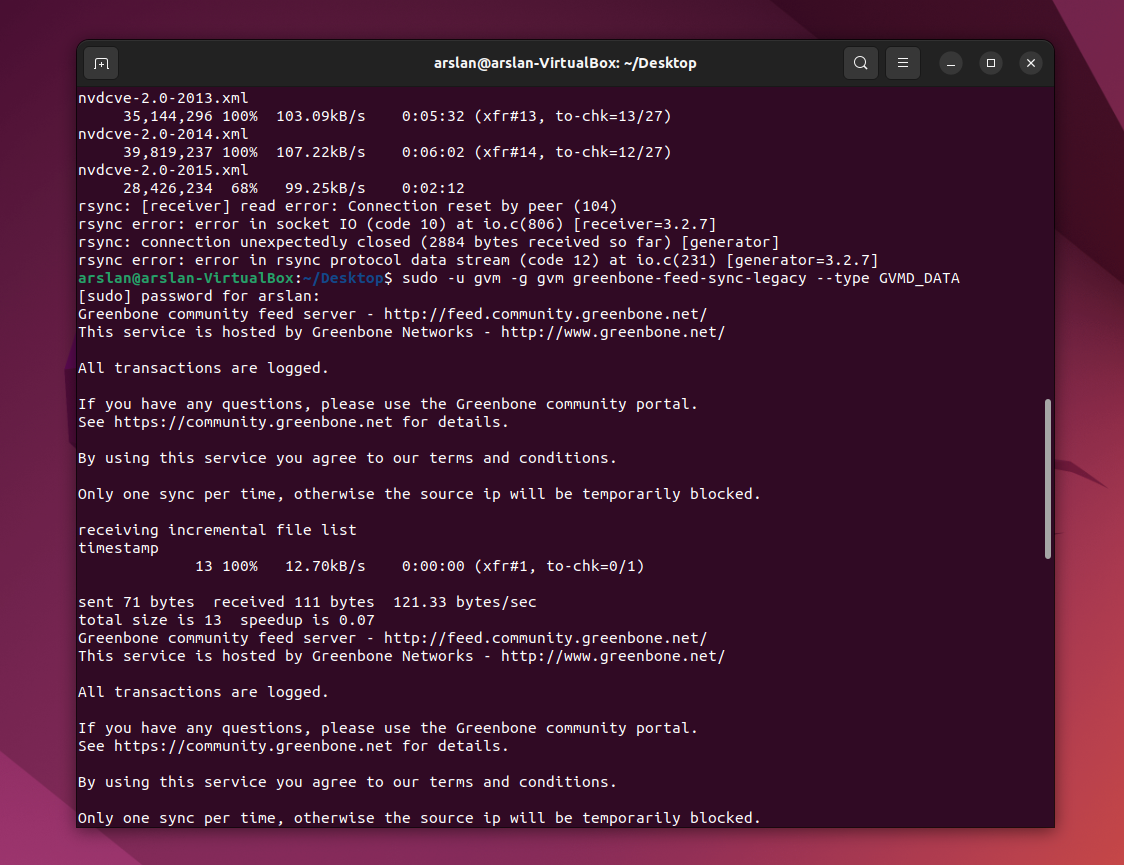 arslan@arslan-VirtualBox: ~/Desktop
nvdcve-2.0-2013.xml
     35,144,296 100%  103.09kB/s    0:05:32 (xfr#13, to-chk=13/27)
nvdcve-2.0-2014.xml
     39,819,237 100%  107.22kB/s    0:06:02 (xfr#14, to-chk=12/27)
nvdcve-2.0-2015.xml
     28,426,234  68%   99.25kB/s    0:02:12
rsync: [receiver] read error: Connection reset by peer (104)
rsync error: error in socket IO (code 10) at io.c(806) [receiver=3.2.7]
rsync: connection unexpectedly closed (2884 bytes received so far) [generator]
rsync error: error in rsync protocol data stream (code 12) at io.c(231) [generator=3.2.7]
arslan@arslan-VirtualBox:~/Desktop$ sudo -u gvm -g gvm greenbone-feed-sync-legacy --type GVMD_DATA
[sudo] password for arslan:
Greenbone community feed server - http://feed.community.greenbone.net/
This service is hosted by Greenbone Networks - http://www.greenbone.net/
All transactions are logged.
If you have any questions, please use the Greenbone community portal.
See https://community.greenbone.net for details.
By using this service you agree to our terms and conditions.
Only one sync per time, otherwise the source ip will be temporarily blocked.
receiving incremental file list
timestamp
             13 100%   12.70kB/s    0:00:00 (xfr#1, to-chk=0/1)
sent 71 bytes  received 111 bytes  121.33 bytes/sec
total size is 13  speedup is 0.07
Greenbone community feed server - http://feed.community.greenbone.net/
This service is hosted by Greenbone Networks - http://www.greenbone.net/
All transactions are logged.
If you have any questions, please use the Greenbone community portal.
See https://community.greenbone.net for details.
By using this service you agree to our terms and conditions.
Only one sync per time, otherwise the source ip will be temporarily blocked.